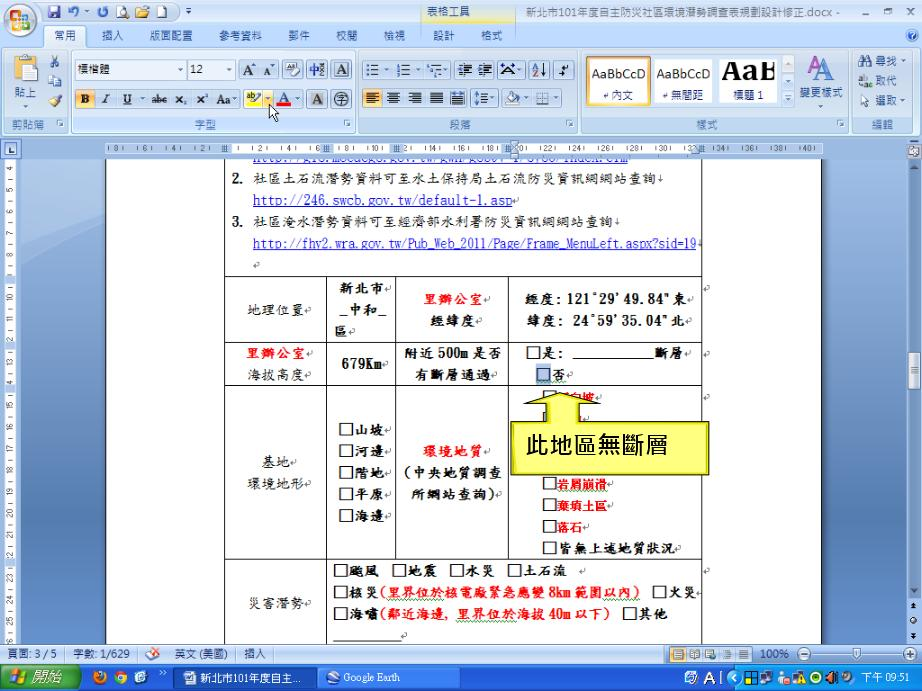 表格工具
新北市101年度自主防災社區環境潛勢調查表規劃設計修正.docx -
常用 插入 版面配置 參考資料 郵件 校閱 檢視 設計 格式
標楷體 12
貼上
B I U abc X₂ X² Aa A A 字
AaBbCcD AaBbCcD AaB
內文 無間距 標題 1
變更樣式
尋找
取代
選取
剪貼簿 字型 段落 樣式 編輯
2. 社區土石流潛勢資料可至水土保持局土石流防災資訊網網站查詢
http://246.swcb.gov.tw/default-1.asp
3. 社區淹水潛勢資料可至經濟部水利署防災資訊網網站查詢
http://fhv2.wra.gov.tw/Pub_Web_2011/Page/Frame_MenuLeft.aspx?sid=19
地理位置
新北市
_中和_
區
里辦公室
經緯度
經度: 121°29'49.84"東
緯度: 24°59'35.04"北
里辦公室
海拔高度
679Km
附近 500m 是否
有斷層通過
□是: ____________斷層
□否
此地區無斷層
基地
環境地形
□山坡
□河邊
□階地
□平原
□海邊
環境地質
(中央地質調查
所網站查詢)
□岩屑崩滑
□棄填土區
□落石
□皆無上述地質狀況
災害潛勢
□颱風 □地震 □水災 □土石流
□核災(里界位於核電廠緊急應變 8km 範圍以內) □火災
□海嘯(鄰近海邊, 里界位於海拔 40m 以下) □其他
__________
頁面: 3 / 5 字數: 1/629 英文 (美國) 插入 100%
開始 新北市101年度自主... Google Earth 下午 09:51